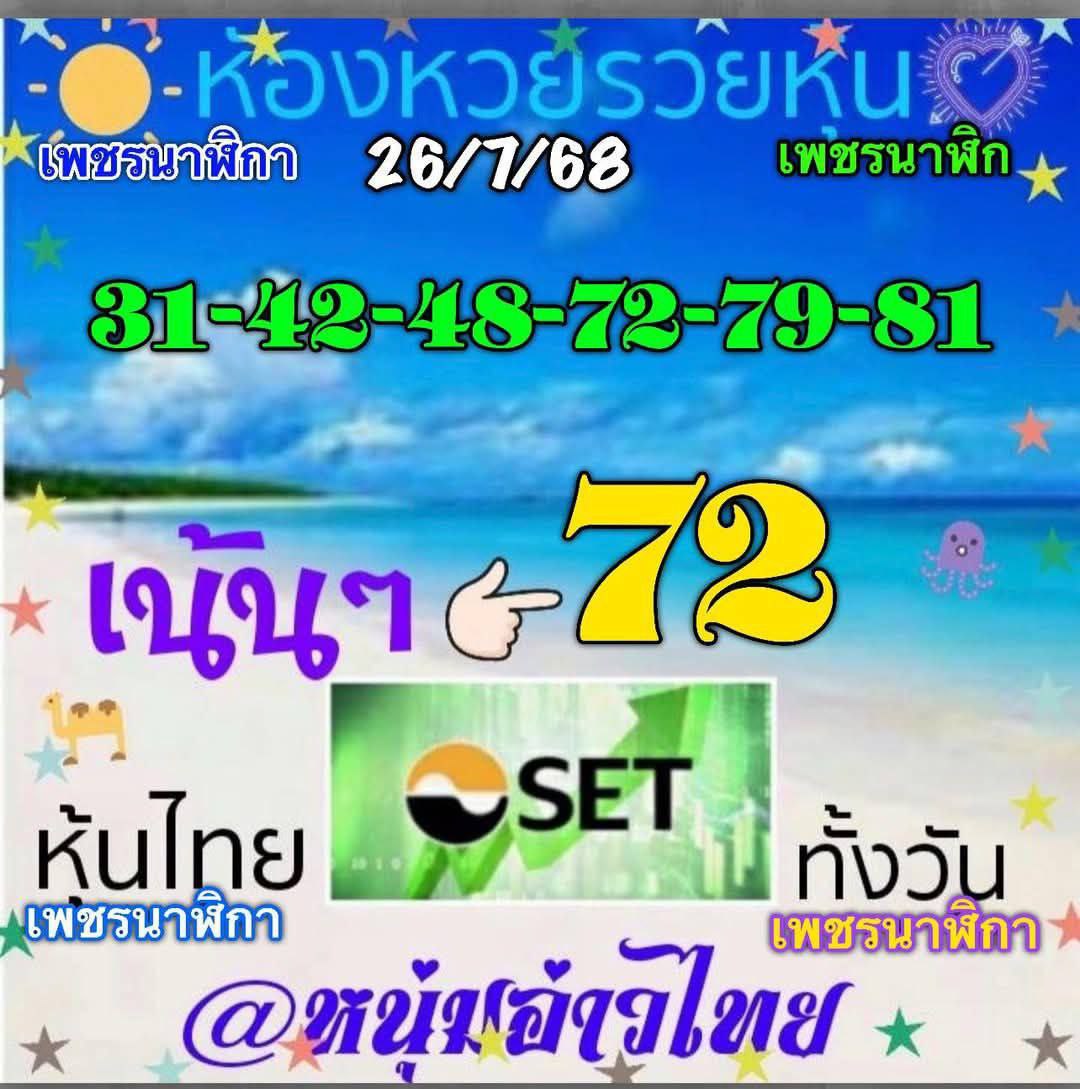 ห้องหวยรวยหุ้น
เพชรนาฬิกา 26/7/68 เพชรนาฬิก
31-42-48-72-79-81
เน้นๆ 72
SET
หุ้นไทย ทั้งวัน
เพชรนาฬิกา เพชรนาฬิกา
@หนุ่มอ่าวไทย